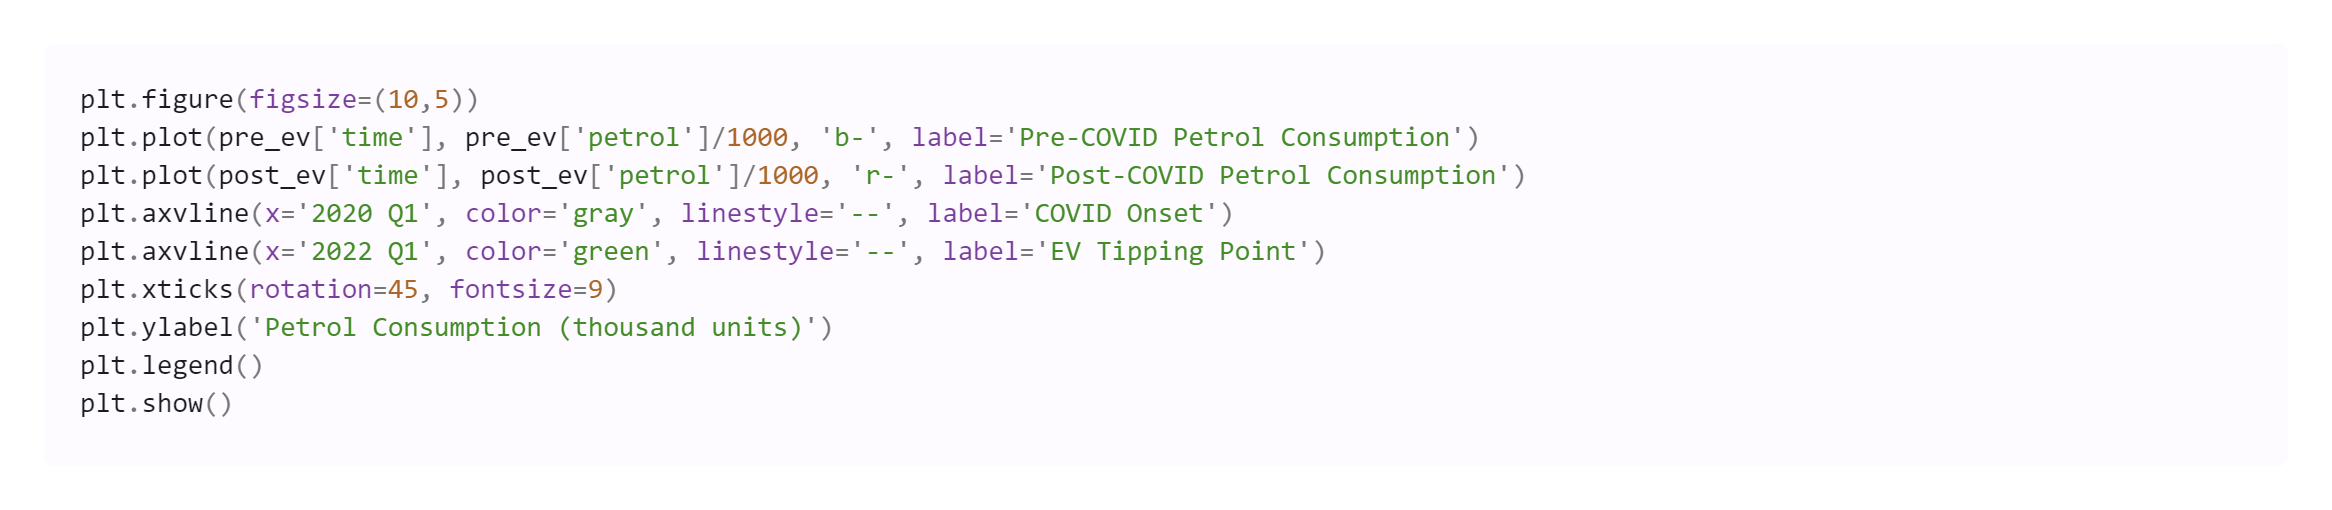 plt.figure(figsize=(10,5))
plt.plot(pre_ev['time'], pre_ev['petrol']/1000, 'b-', label='Pre-COVID Petrol Consumption')
plt.plot(post_ev['time'], post_ev['petrol']/1000, 'r-', label='Post-COVID Petrol Consumption')
plt.axvline(x='2020 Q1', color='gray', linestyle='--', label='COVID Onset')
plt.axvline(x='2022 Q1', color='green', linestyle='--', label='EV Tipping Point')
plt.xticks(rotation=45, fontsize=9)
plt.ylabel('Petrol Consumption (thousand units)')
plt.legend()
plt.show()